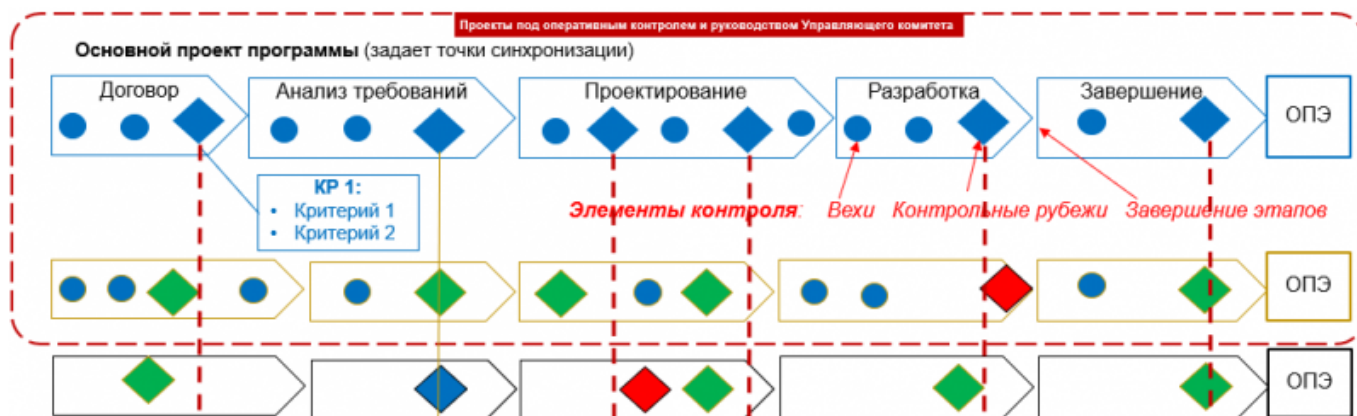 Проекты под оперативным контролем и руководством Управляющего комитета
Основной проект программы (задает точки синхронизации)
Договор
Анализ требований
Проектирование
Разработка
Завершение
ОПЭ
КР 1:
• Критерий 1
• Критерий 2
Элементы контроля: Вехи Контрольные рубежи Завершение этапов
ОПЭ
ОПЭ